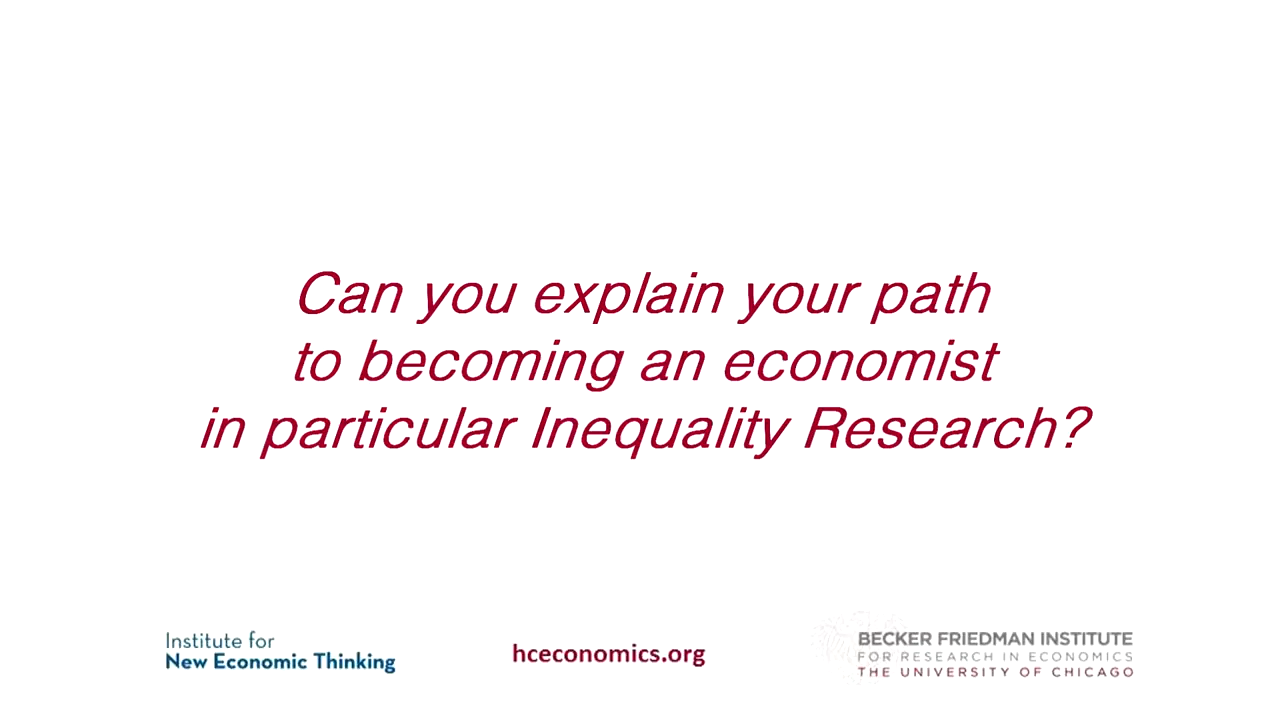 Can you explain your path
to becoming an economist
in particular Inequality Research?
Institute for
New Economic Thinking
hceconomics.org
BECKER FRIEDMAN INSTITUTE
FOR RESEARCH IN ECONOMICS
THE UNIVERSITY OF CHICAGO